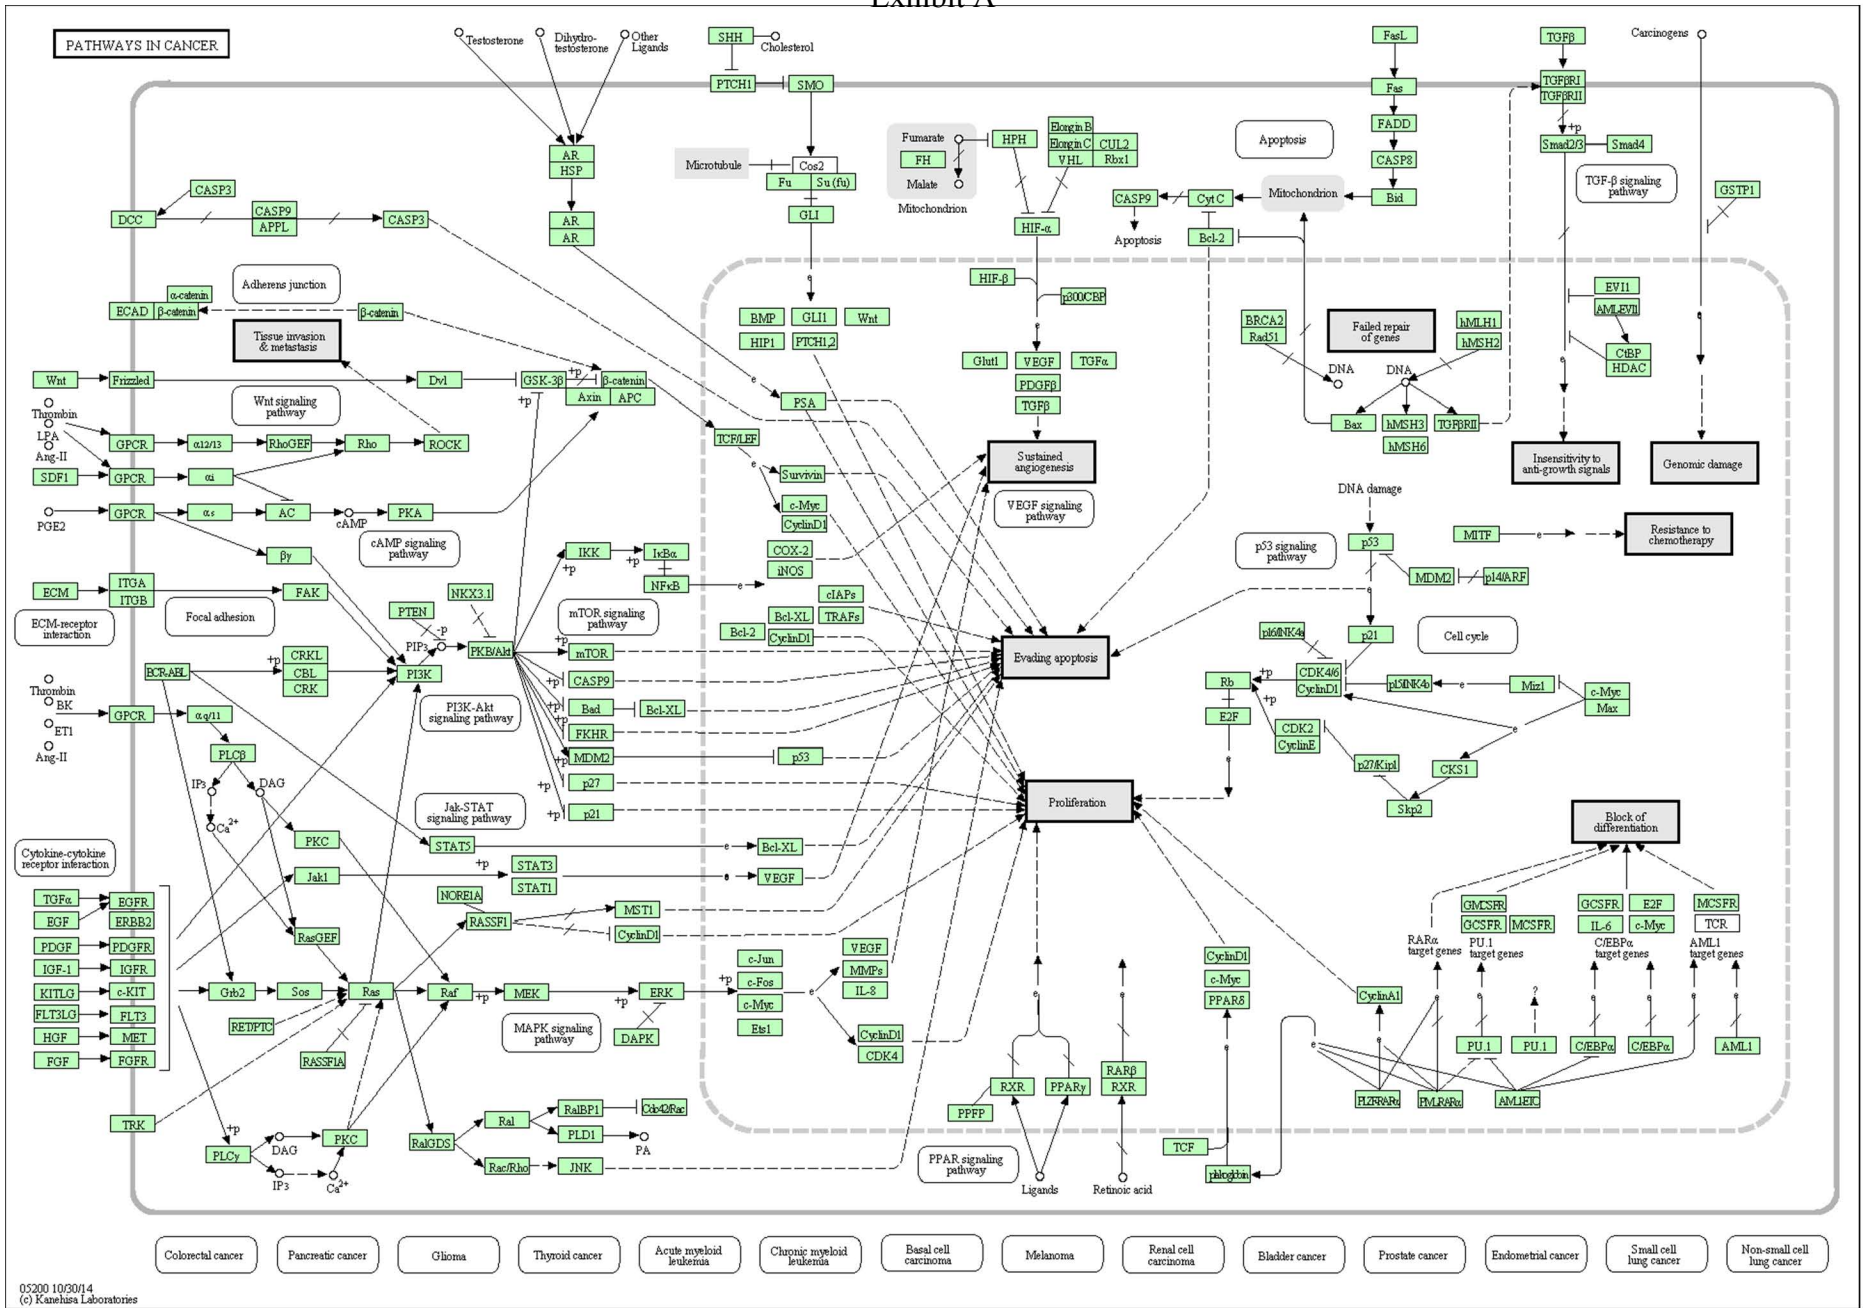 Exhibit A
PATHWAYS IN CANCER
Testosterone
Dihydro-
testosterone
Other
Ligands
SHH
Cholesterol
PTCH1
SMO
FasL
Fas
FADD
CASP8
Bid
TGFβ
TGFβRI
TGFβRII
+p
Smad2/3
Smad4
Carcinogens
GSTP1
TGF-β signaling
pathway
Apoptosis
AR
HSP
AR
AR
Microtubule
Cos2
Fu
Su (fu)
GLI
Fumarate
FH
Malate
Mitochondrion
HPH
Elongin B
Elongin C
CUL2
VHL
Rbx1
HIF-α
CASP9
Apoptosis
Cyt C
Mitochondrion
Bcl-2
CASP3
DCC
CASP9
APPL
CASP3
Adherens junction
α-catenin
ECAD
β-catenin
β-catenin
Tissue invasion
& metastasis
e
BMP
GLI1
Wnt
HIP1
PTCH1,2
HIF-β
p300/CBP
e
Glut1
VEGF
TGFα
PDGFβ
TGFβ
Sustained
angiogenesis
VEGF signaling
pathway
BRCA2
Rad51
DNA
Failed repair
of genes
hMLH1
hMSH2
DNA
Bax
hMSH3
TGFβRII
hMSH6
EVI1
AML-EVI1
CtBP
HDAC
e
e
Insensitivity to
anti-growth signals
Genomic damage
Wnt
Frizzled
Dvl
GSK-3β
+p
β-catenin
Axin
APC
+p
Wnt signaling
pathway
Thrombin
LPA
Ang-II
GPCR
α12/13
RhoGEF
Rho
ROCK
SDF1
GPCR
αi
PGE2
GPCR
αs
AC
cAMP
PKA
cAMP signaling
pathway
βγ
e
PSA
TCF/LEF
e
Survivin
c-Myc
CyclinD1
COX-2
iNOS
IKK
+p
+p
IκBα
NFκB
e
mTOR signaling
pathway
ECM
ITGA
ITGB
FAK
ECM-receptor
interaction
Focal adhesion
PTEN
NKX3.1
-p
PIP3
PKB/Akt
BCR-ABL
+p
CRKL
CBL
CRK
PI3K
PI3K-Akt
signaling pathway
+p
mTOR
+p
CASP9
+p
Bad
Bcl-XL
+p
FKHR
+p
MDM2
p53
+p
p27
+p
p21
cIAPs
Bcl-XL
TRAFs
Bcl-2
CyclinD1
Evading apoptosis
Proliferation
DNA damage
p53 signaling
pathway
p53
MDM2
p14/ARF
MITF
e
Resistance to
chemotherapy
e
p21
Cell cycle
p16/INK4a
CDK4/6
CyclinD1
p15/INK4b
e
Miz1
c-Myc
Max
Rb
+p
+p
E2F
CDK2
CyclinE
e
e
p27/Kip1
CKS1
Skp2
Thrombin
BK
ET1
Ang-II
GPCR
αq/11
PLCβ
IP3
DAG
Ca2+
PKC
Jak-STAT
signaling pathway
STAT5
e
Bcl-XL
Jak1
+p
STAT3
STAT1
e
VEGF
Cytokine-cytokine
receptor interaction
TGFα
EGFR
EGF
ERBB2
PDGF
PDGFR
IGF-1
IGFR
KITLG
c-KIT
FLT3LG
FLT3
HGF
MET
FGF
FGFR
NORE1A
RASSF1
MST1
CyclinD1
RasGEF
Grb2
Sos
Ras
Raf
+p
MEK
ERK
+p
RET/PTC
RASSF1A
DAPK
MAPK signaling
pathway
c-Jun
c-Fos
c-Myc
Ets1
e
VEGF
MMPs
IL-8
CyclinD1
CDK4
TRK
+p
PLCγ
DAG
PKC
IP3
Ca2+
RalGDS
Ral
RalBP1
Cdc42/Rac
PLD1
PA
Rac/Rho
JNK
e
RXR
PPARγ
PPFP
PPAR signaling
pathway
Ligands
e
RARβ
RXR
Retinoic acid
CyclinD1
c-Myc
PPARδ
e
TCF
Block of
differentiation
GMCSFR
GCSFR
MCSFR
GCSFR
E2F
IL-6
c-Myc
MCSFR
TCR
RARα
target genes
PU.1
target genes
C/EBPα
target genes
AML1
target genes
CyclinA1
e
e
e
?
e
e
e
e
e
PU.1
PU.1
C/EBPα
C/EBPα
AML1
PLZF-RARα
PML-RARα
AML1-ETO
Colorectal cancer
Pancreatic cancer
Glioma
Thyroid cancer
Acute myeloid
leukemia
Chronic myeloid
leukemia
Basal cell
carcinoma
Melanoma
Renal cell
carcinoma
Bladder cancer
Prostate cancer
Endometrial cancer
Small cell
lung cancer
Non-small cell
lung cancer
05200 10/30/14
(c) Kanehisa Laboratories